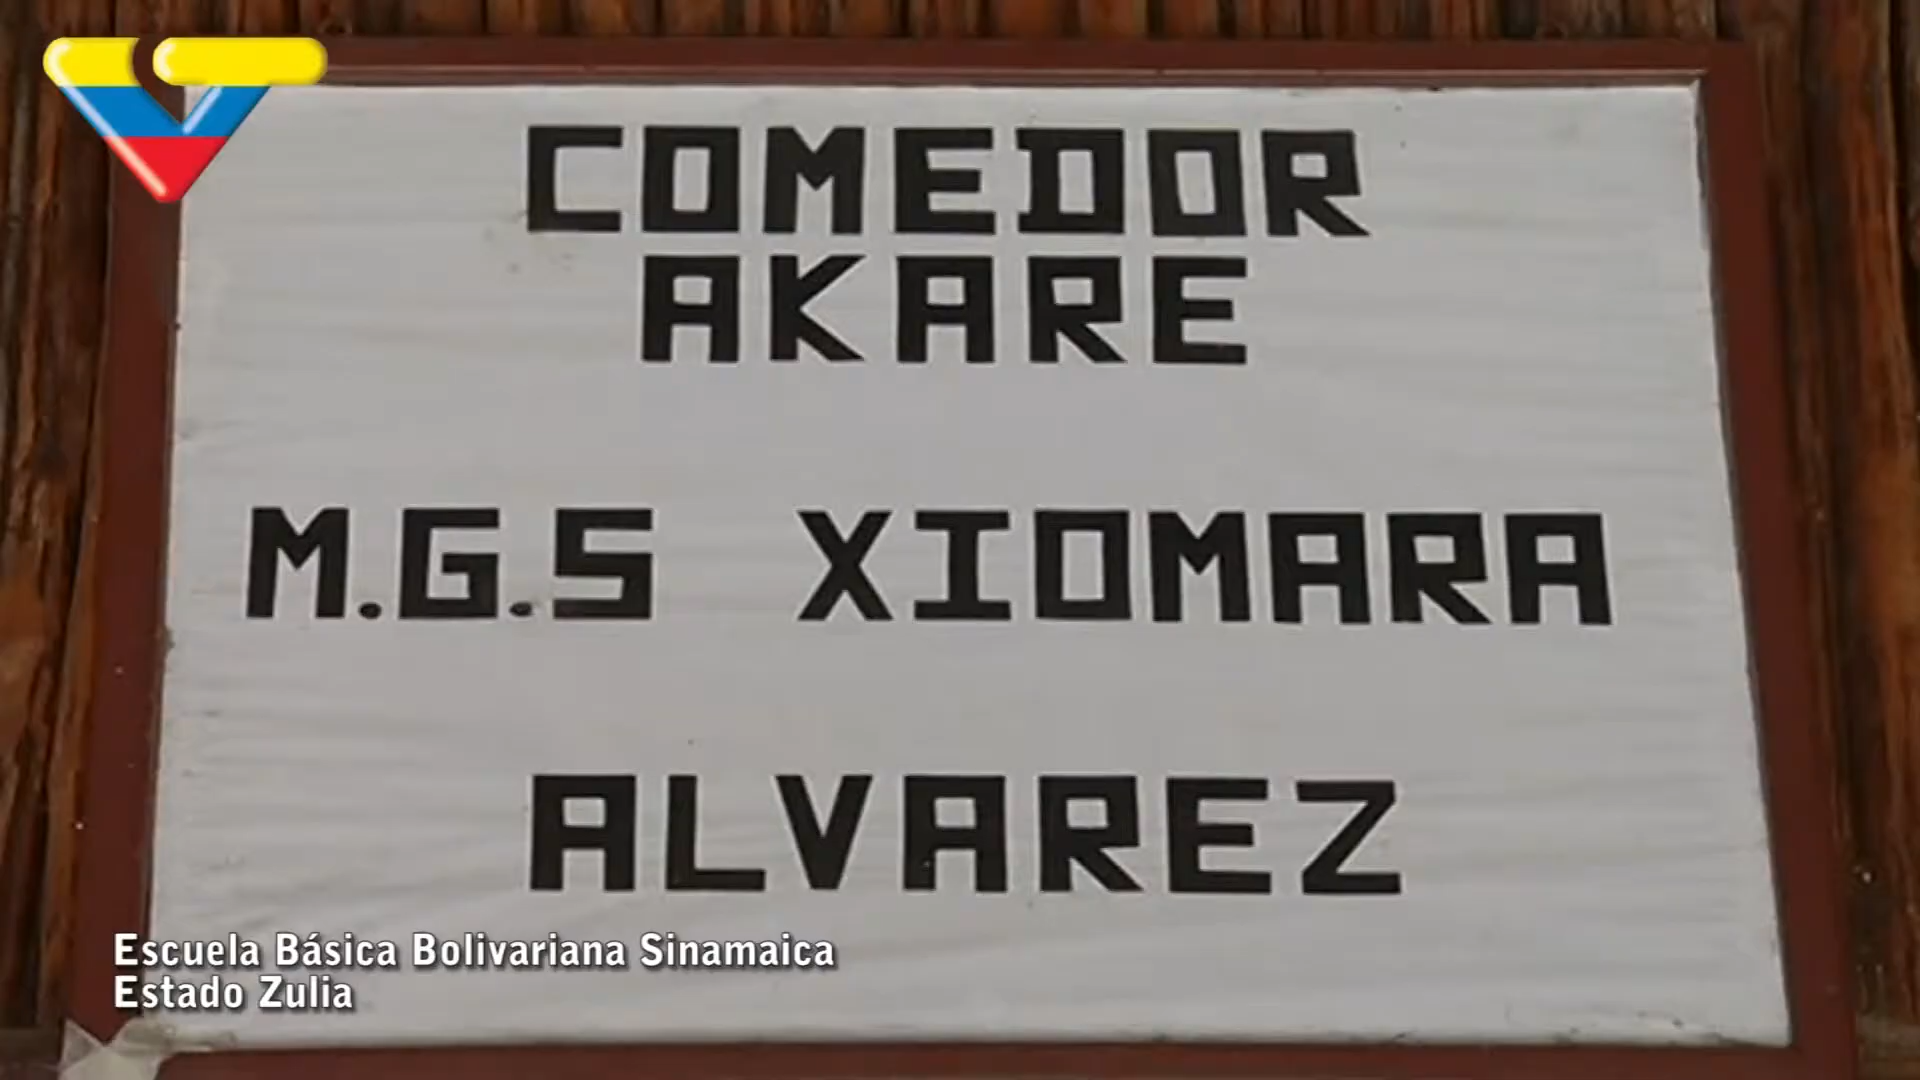 COMEDOR
AKARE
M.G.S XIOMARA
ALVAREZ
Escuela Básica Bolivariana Sinamaica
Estado Zulia